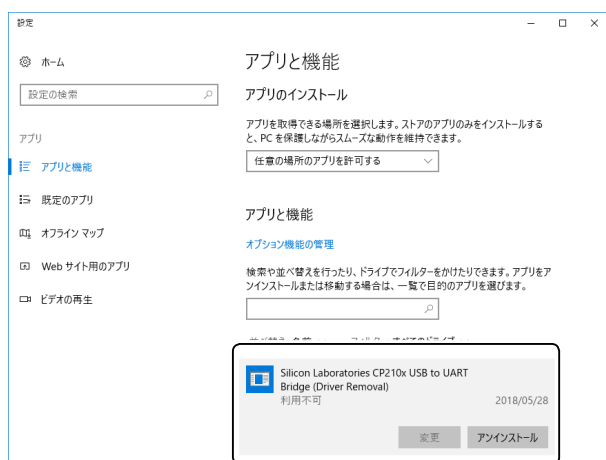 設定
ホーム
設定の検索
アプリ
アプリと機能
既定のアプリ
オフライン マップ
Web サイト用のアプリ
ビデオの再生
アプリと機能
アプリのインストール
アプリを取得できる場所を選択します。ストアのアプリのみをインストールする
と、PC を保護しながらスムーズな動作を維持できます。
任意の場所のアプリを許可する
アプリと機能
オプション機能の管理
検索や並べ替えを行ったり、ドライブでフィルターをかけたりできます。アプリをア
ンインストールまたは移動する場合は、一覧で目的のアプリを選びます。
Silicon Laboratories CP210x USB to UART
Bridge (Driver Removal)
利用不可 2018/05/28
変更 アンインストール